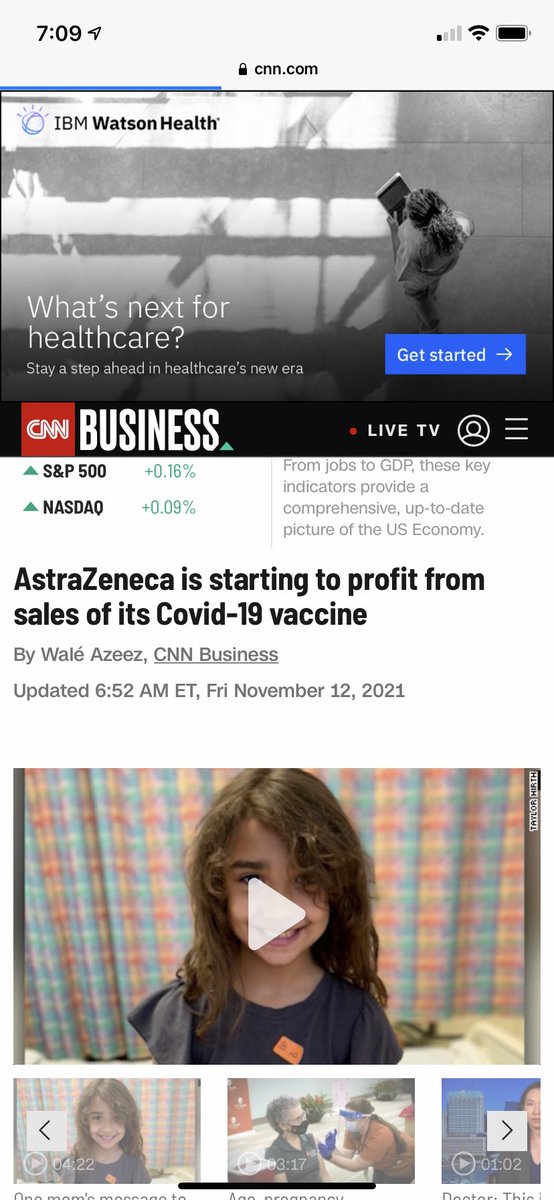 7:09
cnn.com
IBM Watson Health
What's next for
healthcare?
Stay a step ahead in healthcare's new era
Get started →
CNN BUSINESS
LIVE TV
S&P 500 +0.16%
NASDAQ +0.09%
From jobs to GDP, these key
indicators provide a
comprehensive, up-to-date
picture of the US Economy.
AstraZeneca is starting to profit from
sales of its Covid-19 vaccine
By Walé Azeez, CNN Business
Updated 6:52 AM ET, Fri November 12, 2021
TAYLOR HIRTH
04:22
03:17
01:02
One mom's message to
Age, pregnancy,
Doctor: This